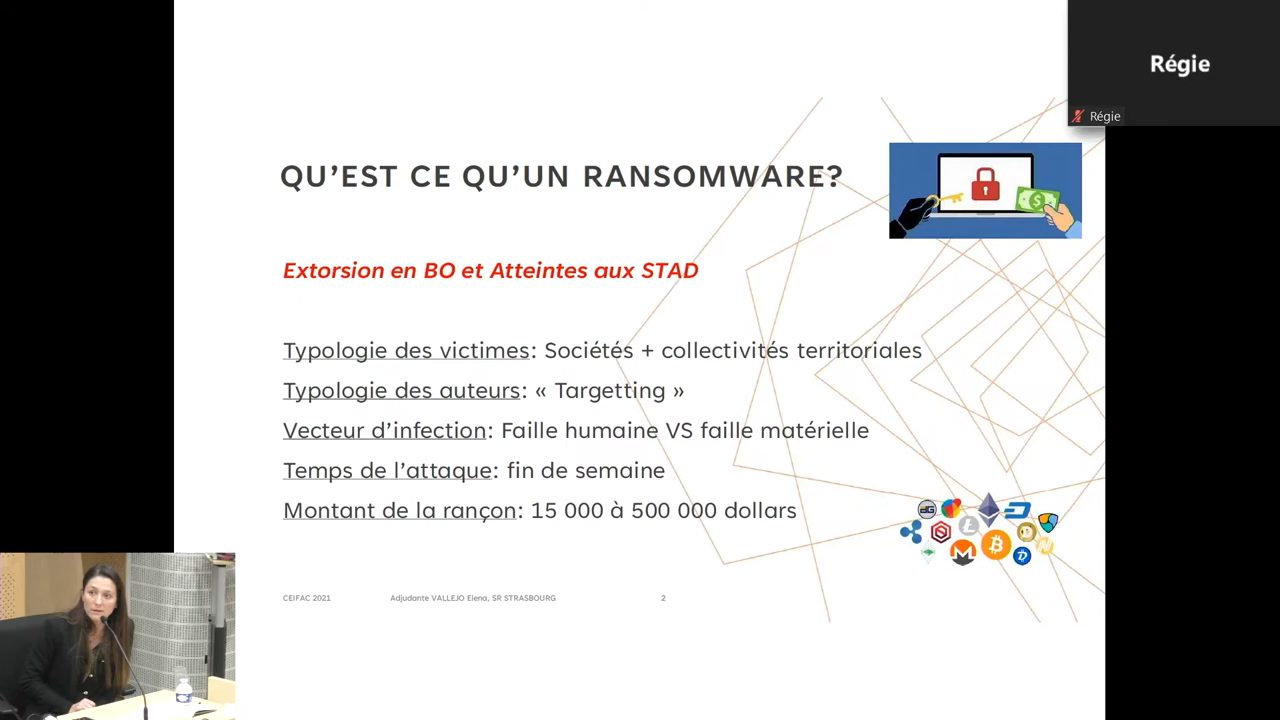 Régie
Régie
QU’EST CE QU’UN RANSOMWARE?
Extorsion en BO et Atteintes aux STAD
Typologie des victimes: Sociétés + collectivités territoriales
Typologie des auteurs: « Targetting »
Vecteur d’infection: Faille humaine VS faille matérielle
Temps de l’attaque: fin de semaine
Montant de la rançon: 15 000 à 500 000 dollars
CEIFAC 2021
Adjudante VALLEJO Elena, SR STRASBOURG
2